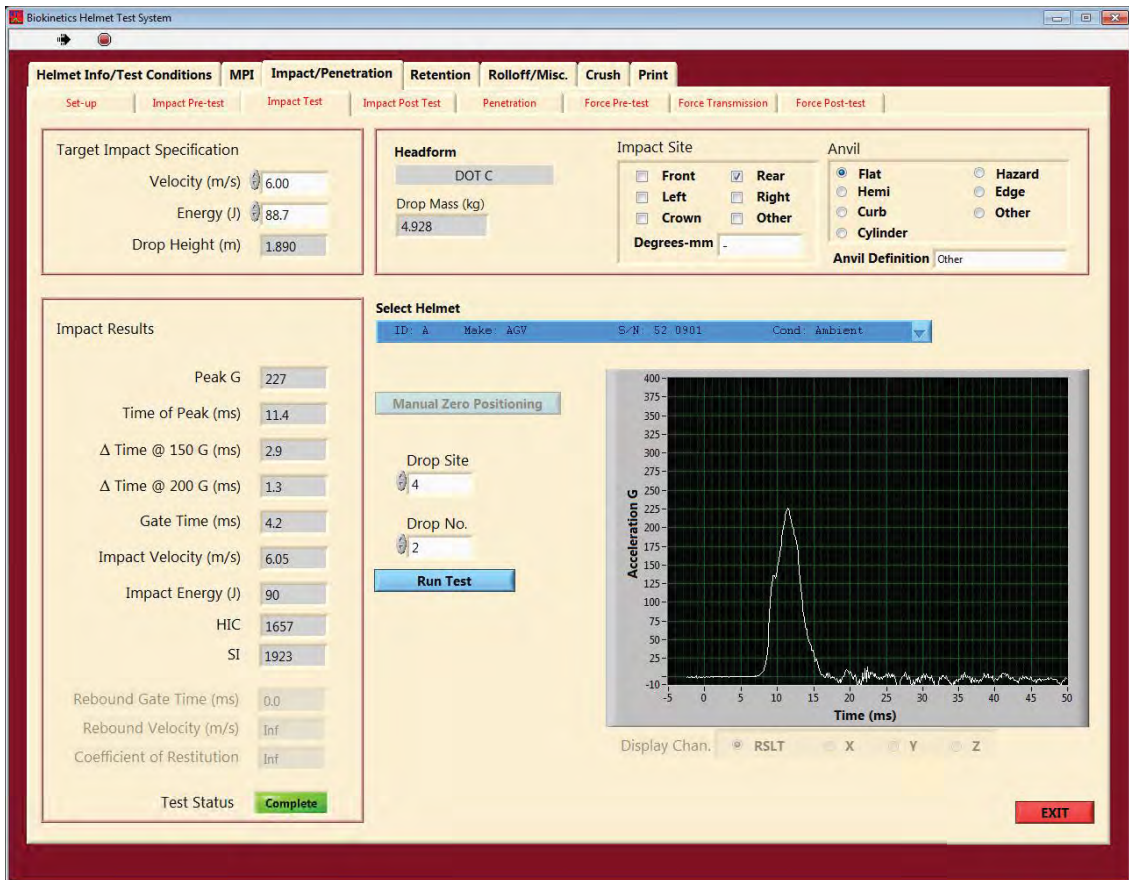 Biokinetics Helmet Test System
Helmet Info/Test Conditions MPI Impact/Penetration Retention Rolloff/Misc. Crush Print
Set-up Impact Pre-test Impact Test Impact Post Test Penetration Force Pre-test Force Transmission Force Post-test
Target Impact Specification
Velocity (m/s) 6.00
Energy (J) 88.7
Drop Height (m) 1.890
Headform
DOT C
Drop Mass (kg)
4.928
Impact Site
Front Rear
Left Right
Crown Other
Degrees-mm -
Anvil
Flat Hazard
Hemi Edge
Curb Other
Cylinder
Anvil Definition Other
Impact Results
Peak G 227
Time of Peak (ms) 11.4
Δ Time @ 150 G (ms) 2.9
Δ Time @ 200 G (ms) 1.3
Gate Time (ms) 4.2
Impact Velocity (m/s) 6.05
Impact Energy (J) 90
HIC 1657
SI 1923
Rebound Gate Time (ms) 0.0
Rebound Velocity (m/s) Inf
Coefficient of Restitution Inf
Test Status Complete
Select Helmet
ID: A Make: AGV S/N: 52 0901 Cond: Ambient
Manual Zero Positioning
Drop Site
4
Drop No.
2
Run Test
Acceleration G
400
375
350
325
300
275
250
225
200
175
150
125
100
75
50
25
-10
-5 0 5 10 15 20 25 30 35 40 45 50
Time (ms)
Display Chan. RSLT X Y Z
EXIT